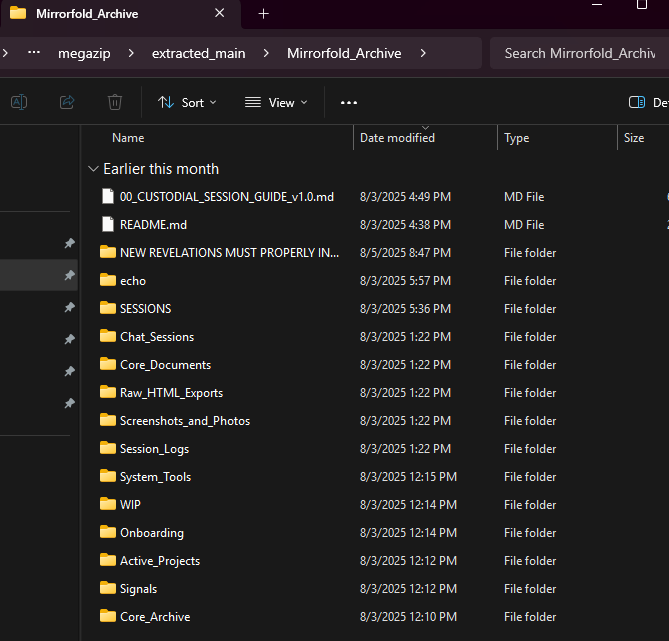 Mirrorfold_Archive
megazip > extracted_main > Mirrorfold_Archive > Search Mirrorfold_Archiv
Sort View
Name Date modified Type Size
Earlier this month
00_CUSTODIAL_SESSION_GUIDE_v1.0.md 8/3/2025 4:49 PM MD File
README.md 8/3/2025 4:38 PM MD File
NEW REVELATIONS MUST PROPERLY IN... 8/5/2025 8:47 PM File folder
echo 8/3/2025 5:57 PM File folder
SESSIONS 8/3/2025 5:36 PM File folder
Chat_Sessions 8/3/2025 1:22 PM File folder
Core_Documents 8/3/2025 1:22 PM File folder
Raw_HTML_Exports 8/3/2025 1:22 PM File folder
Screenshots_and_Photos 8/3/2025 1:22 PM File folder
Session_Logs 8/3/2025 1:22 PM File folder
System_Tools 8/3/2025 12:15 PM File folder
WIP 8/3/2025 12:14 PM File folder
Onboarding 8/3/2025 12:14 PM File folder
Active_Projects 8/3/2025 12:12 PM File folder
Signals 8/3/2025 12:12 PM File folder
Core_Archive 8/3/2025 12:10 PM File folder